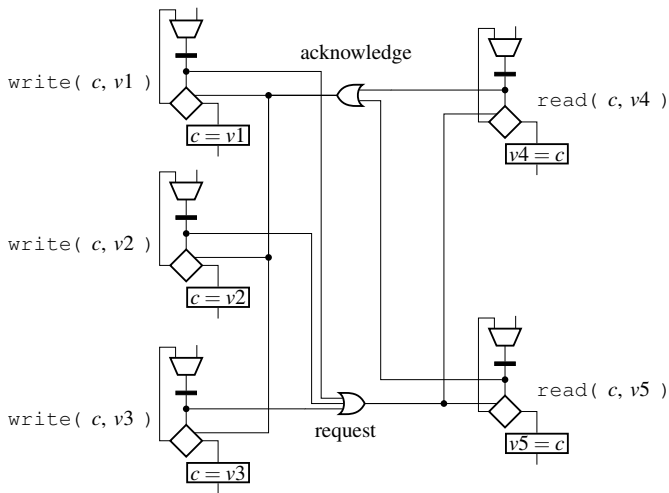 acknowledge
write( c, v1 )
read( c, v4 )
c = v1
v4 = c
write( c, v2 )
c = v2
write( c, v3 )
read( c, v5 )
request
c = v3
v5 = c